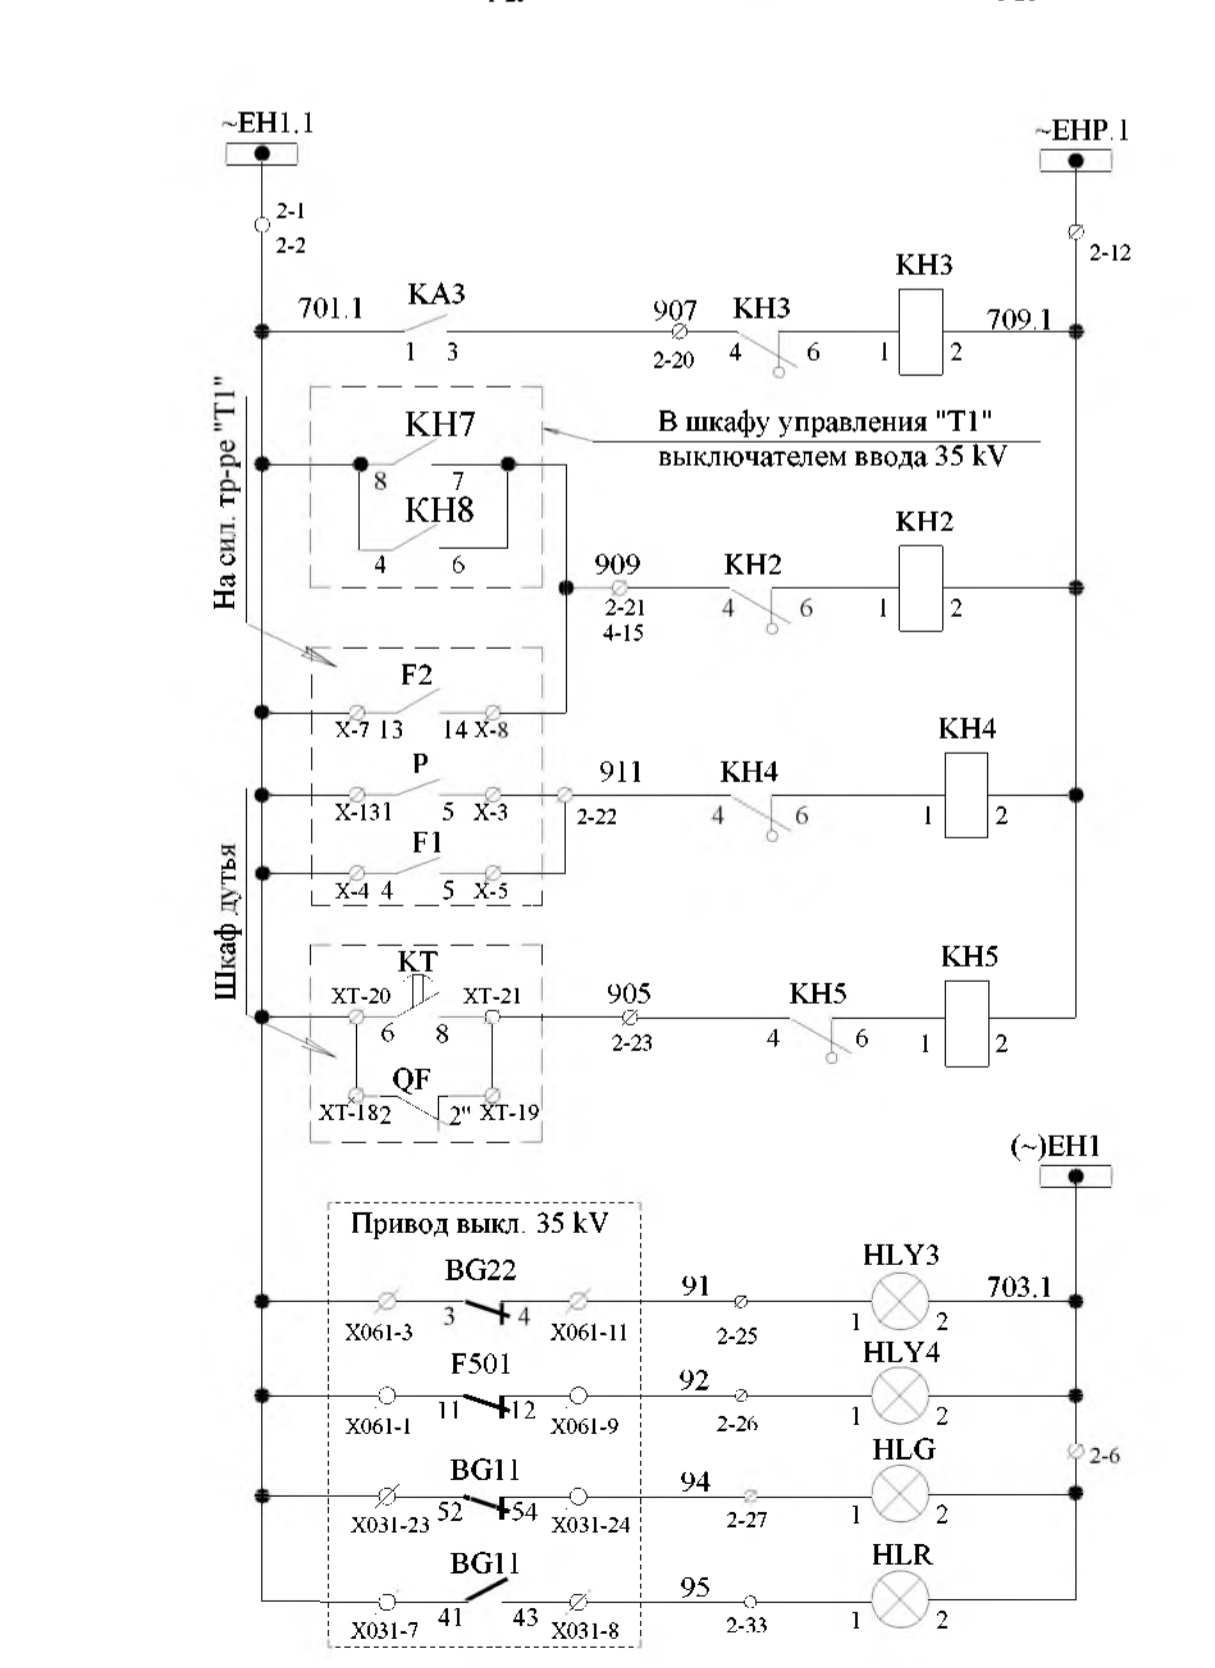 ~EH1.1
~EHP.1
2-1
2-2
2-12
701.1
KA3
907
KH3
KH3
709.1
1 3
2-20
4 6
1 2
На сил. тр-ре "Т1"
KH7
8 7
KH8
4 6
В шкафу управления "Т1"
выключателем ввода 35 kV
909
KH2
KH2
2-21
4-15
4 6
1 2
F2
X-7 13 14 X-8
P
911
KH4
KH4
X-131 5 X-3
2-22
4 6
1 2
F1
X-4 4 5 X-5
Шкаф дутья
KT
XT-20 XT-21
6 8
905
KH5
KH5
2-23
4 6
1 2
QF
XT-182 2" XT-19
(~)EH1
Привод выкл. 35 kV
BG22
91
HLY3
703.1
3 4
X061-3 X061-11
2-25
1 2
F501
92
HLY4
11 12
X061-1 X061-9
2-26
1 2
2-6
BG11
94
HLG
52 54
X031-23 X031-24
2-27
1 2
BG11
95
HLR
41 43
X031-7 X031-8
2-33
1 2